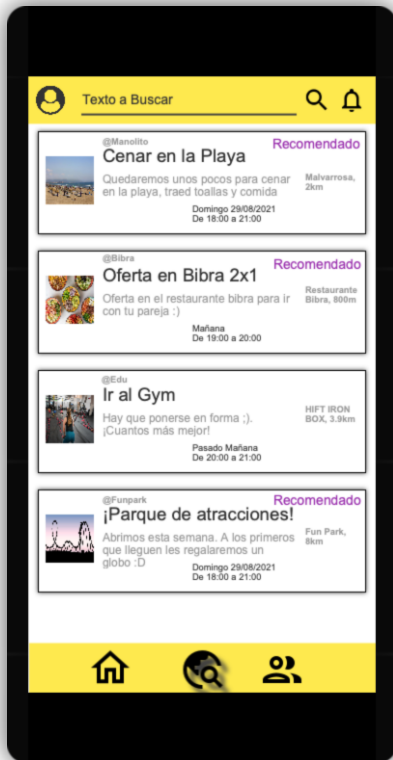 Texto a Buscar
@Manolito
Recomendado
Cenar en la Playa
Quedaremos unos pocos para cenar
en la playa, traed toallas y comida
Malvarrosa,
2km
Domingo 29/08/2021
De 18:00 a 21:00
@Bibra
Recomendado
Oferta en Bibra 2x1
Oferta en el restaurante bibra para ir
con tu pareja :)
Restaurante
Bibra, 800m
Mañana
De 19:00 a 20:00
@Edu
Ir al Gym
Hay que ponerse en forma ;).
¡Cuantos más mejor!
HIFT IRON
BOX, 3.9km
Pasado Mañana
De 20:00 a 21:00
@Funpark
Recomendado
¡Parque de atracciones!
Abrimos esta semana. A los primeros
que lleguen les regalaremos un
globo :D
Fun Park,
8km
Domingo 29/08/2021
De 18:00 a 21:00